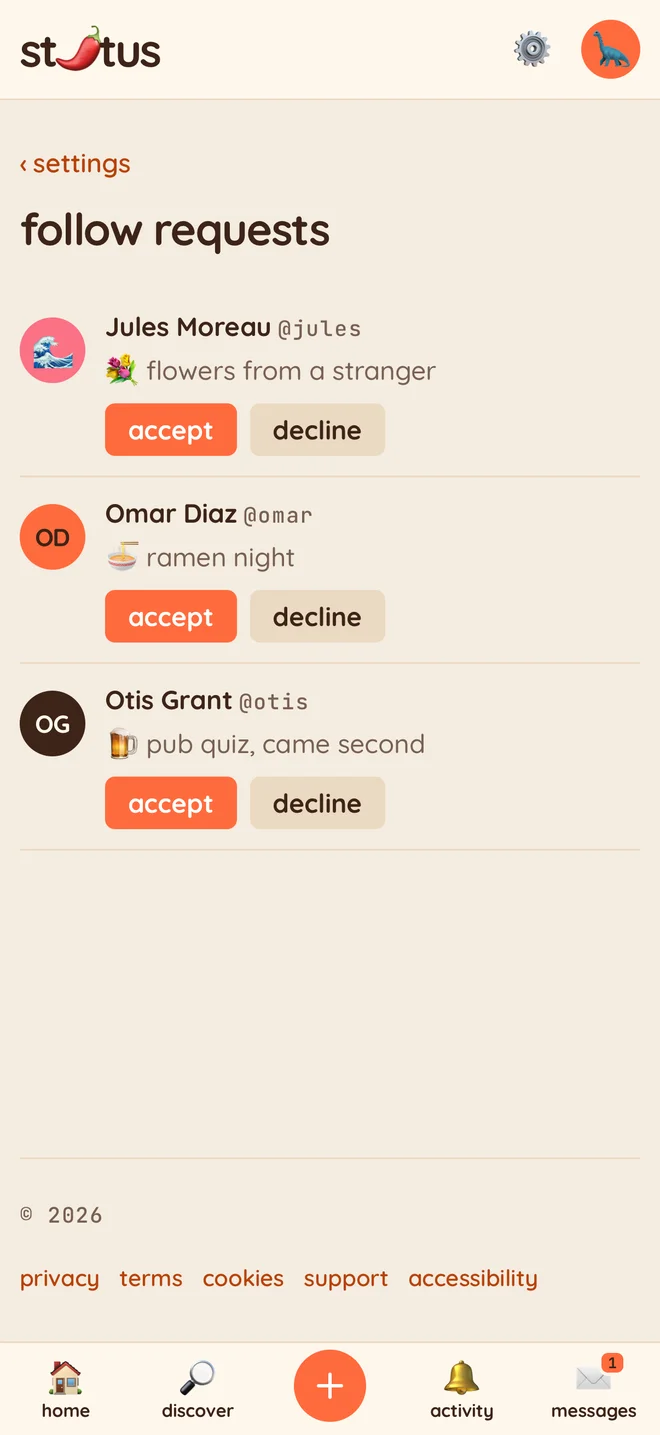 st🌶tus
‹ settings
follow requests
Jules Moreau @jules
💐 flowers from a stranger
accept decline
OD
Omar Diaz @omar
🍜 ramen night
accept decline
OG
Otis Grant @otis
🍺 pub quiz, came second
accept decline
© 2026
privacy terms cookies support accessibility
1
home discover + activity messages